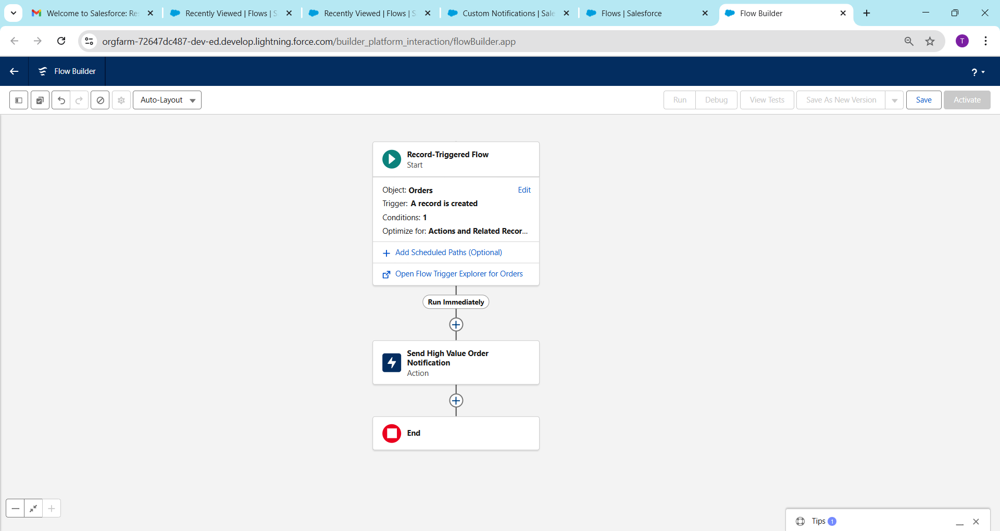 Welcome to Salesforce: Re
Recently Viewed | Flows | S
Recently Viewed | Flows | S
Custom Notifications | Sale
Flows | Salesforce
Flow Builder
orgfarm-72647dc487-dev-ed.develop.lightning.force.com/builder_platform_interaction/flowBuilder.app
T
Flow Builder
?
Auto-Layout
Run
Debug
View Tests
Save As New Version
Save
Activate
Record-Triggered Flow
Start
Object: Orders
Edit
Trigger: A record is created
Conditions: 1
Optimize for: Actions and Related Recor...
Add Scheduled Paths (Optional)
Open Flow Trigger Explorer for Orders
Run Immediately
Send High Value Order
Notification
Action
End
Tips 1